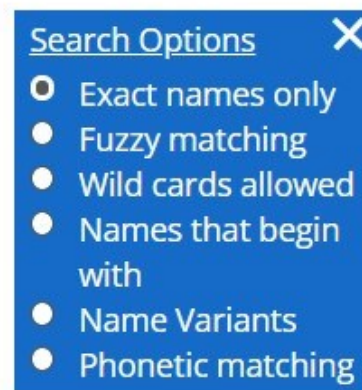 Search Options
Exact names only
Fuzzy matching
Wild cards allowed
Names that begin
with
Name Variants
Phonetic matching